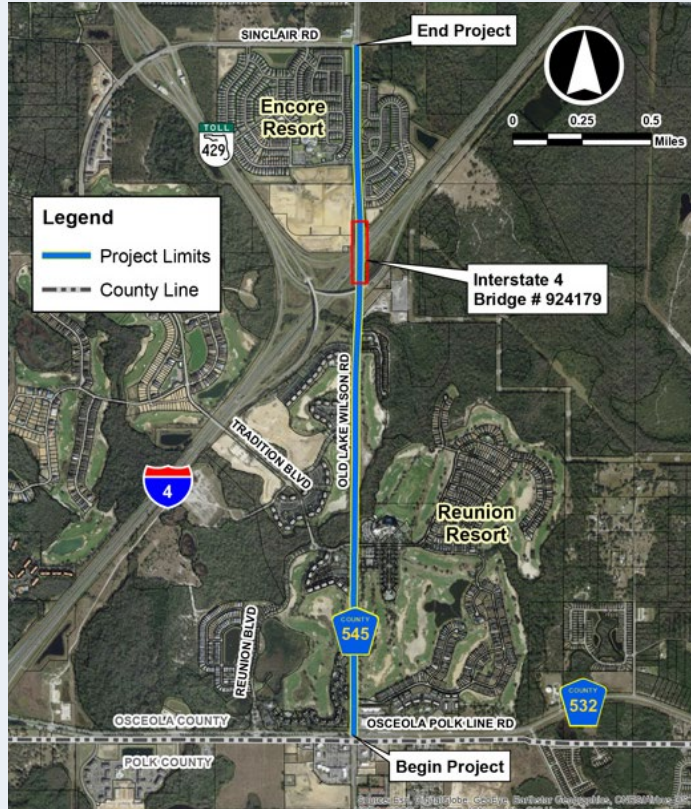 SINCLAIR RD
End Project
Encore
Resort
TOLL
429
0 0.25 0.5
Miles
Legend
Project Limits
County Line
Interstate 4
Bridge # 924179
OLD LAKE WILSON RD
TRADITION BLVD
4
Reunion
Resort
COUNTY
545
REUNION BLVD
COUNTY
532
OSCEOLA COUNTY
OSCEOLA POLK LINE RD
POLK COUNTY
Begin Project